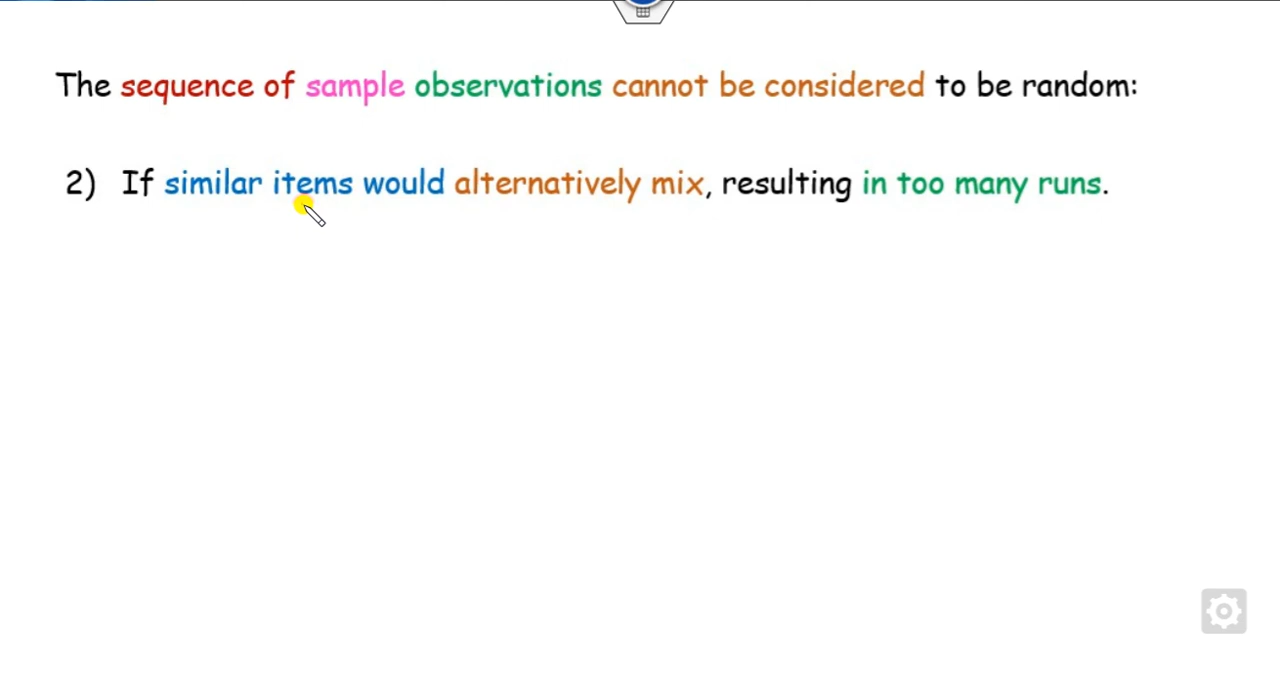 The sequence of sample observations cannot be considered to be random:
2) If similar items would alternatively mix, resulting in too many runs.